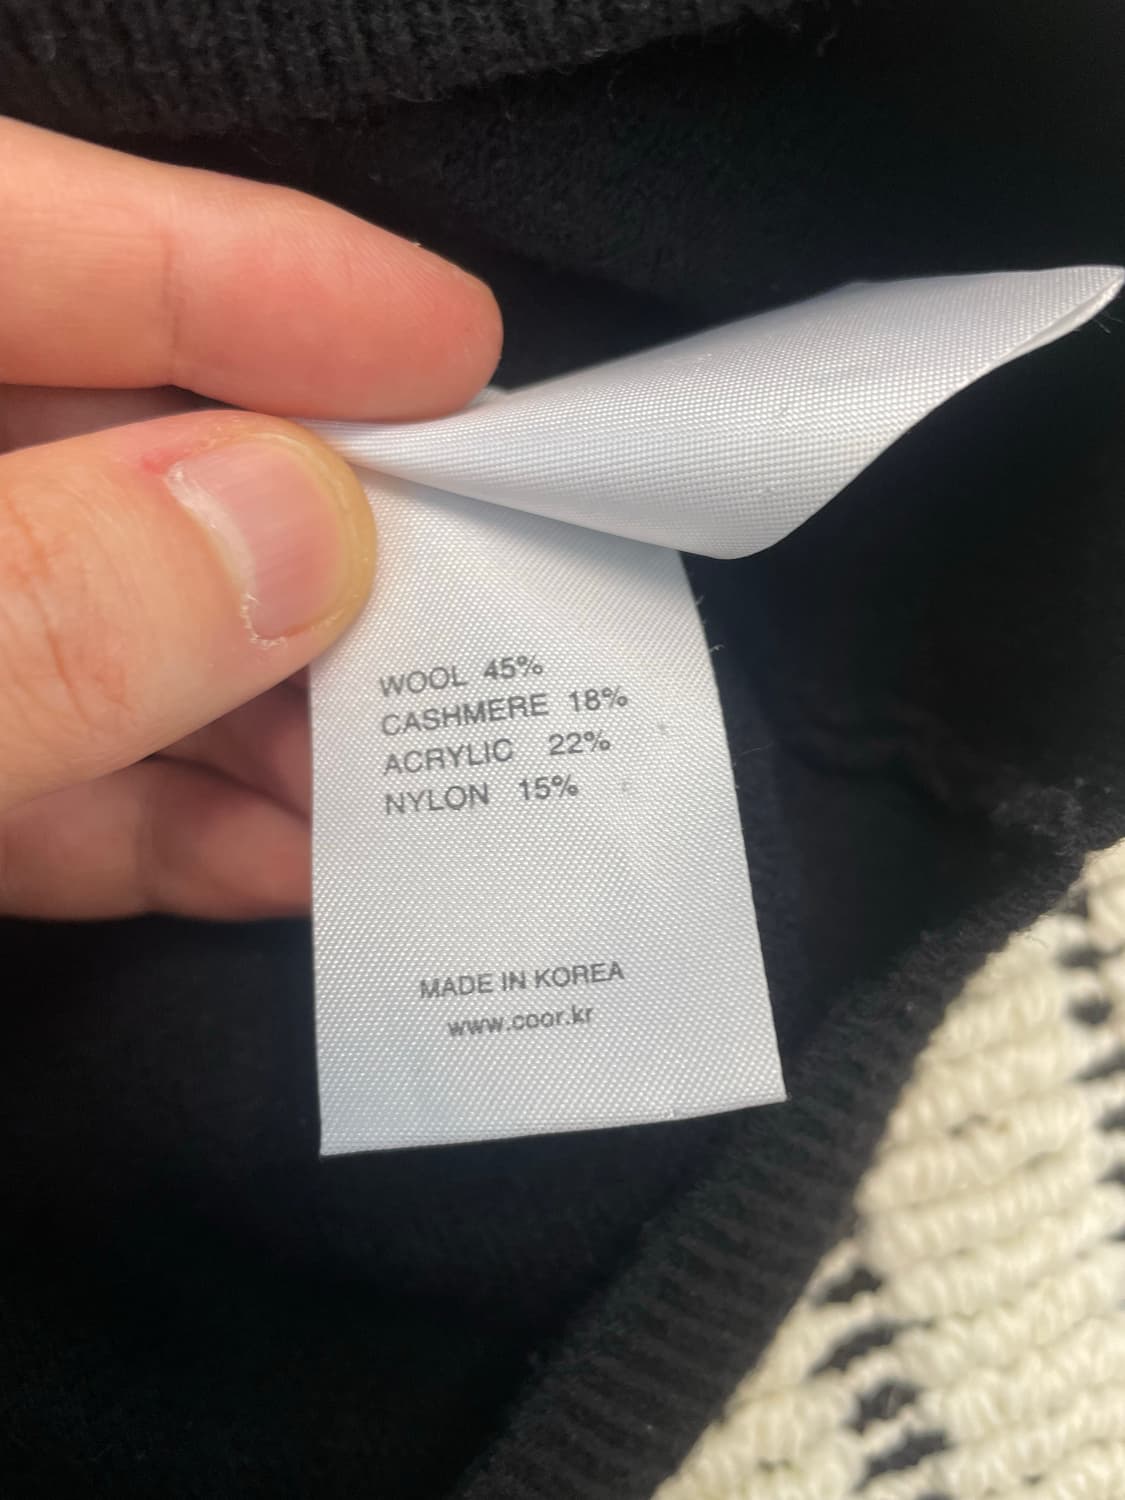 WOOL 45%
CASHMERE 18%
ACRYLIC 22%
NYLON 15%
MADE IN KOREA
www.coor.kr